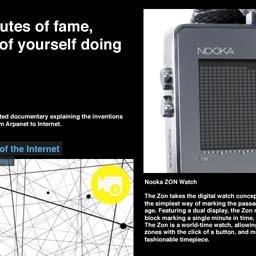 utes of fame,
of yourself doing
ted documentary explaining the inventions
m Arpanet to Internet.
of the Internet
NOOKA
Nooka ZON Watch
The Zon takes the digital watch concep
the simplest way of marking the passa
age. Featuring a dual display, the Zon r
block marking a single minute in time,
The Zon is a world-time watch, allowing
zones with the click of a button, and ma
fashionable timepiece.